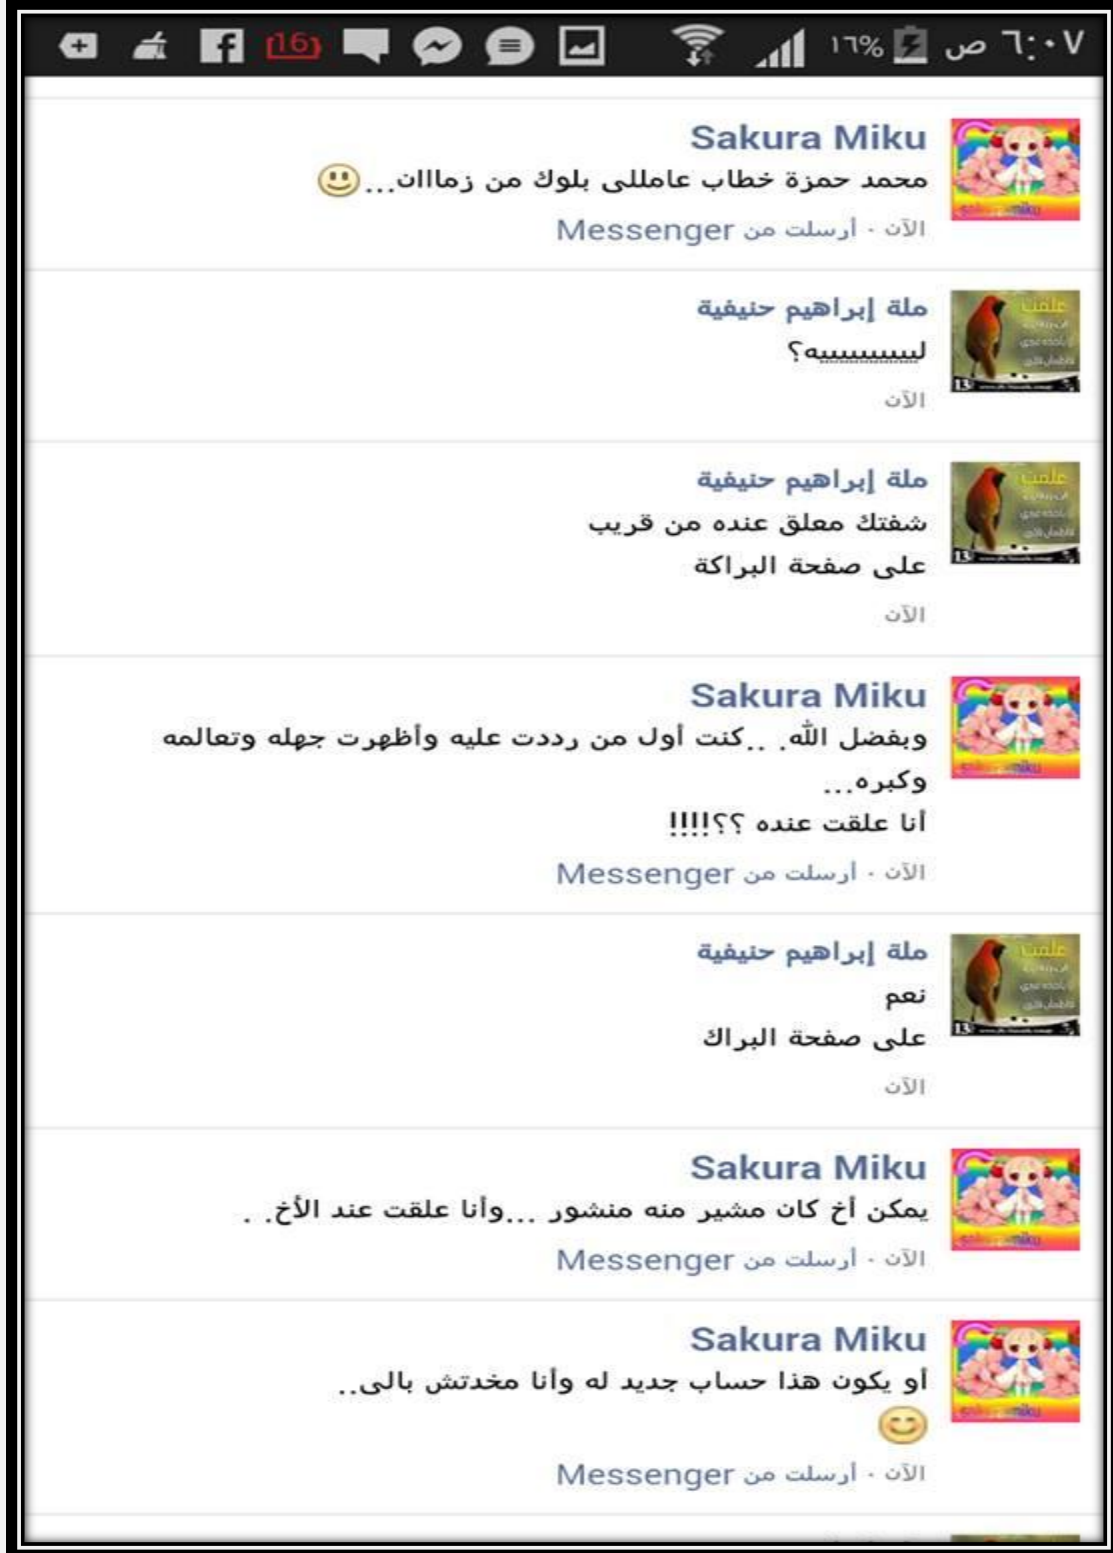 ٦:٠٧ ص ١٦% [16]
Sakura Miku
محمد حمزة خطاب عامللى بلوك من زمااان...
الآن · أرسلت من Messenger
ملة إبراهيم حنيفية
ليييييييييه؟
الآن
ملة إبراهيم حنيفية
شفتك معلق عنده من قريب
على صفحة البراكة
الآن
Sakura Miku
وبفضل الله. ..كنت أول من رددت عليه وأظهرت جهله وتعالمه
وكبره...
أنا علقت عنده ؟؟!!!!
الآن · أرسلت من Messenger
ملة إبراهيم حنيفية
نعم
على صفحة البراك
الآن
Sakura Miku
يمكن أخ كان مشير منه منشور ...وأنا علقت عند الأخ. .
الآن · أرسلت من Messenger
Sakura Miku
أو يكون هذا حساب جديد له وأنا مخدتش بالى..
الآن · أرسلت من Messenger